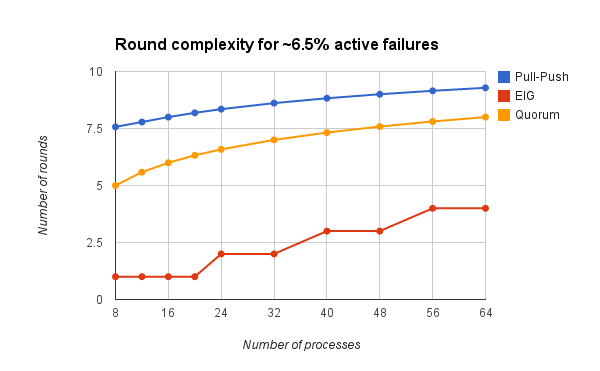 Round complexity for ~6.5% active failures
10
7.5
5
2.5
0
Number of rounds
8 16 24 32 40 48 56 64
Number of processes
Pull-Push
EIG
Quorum